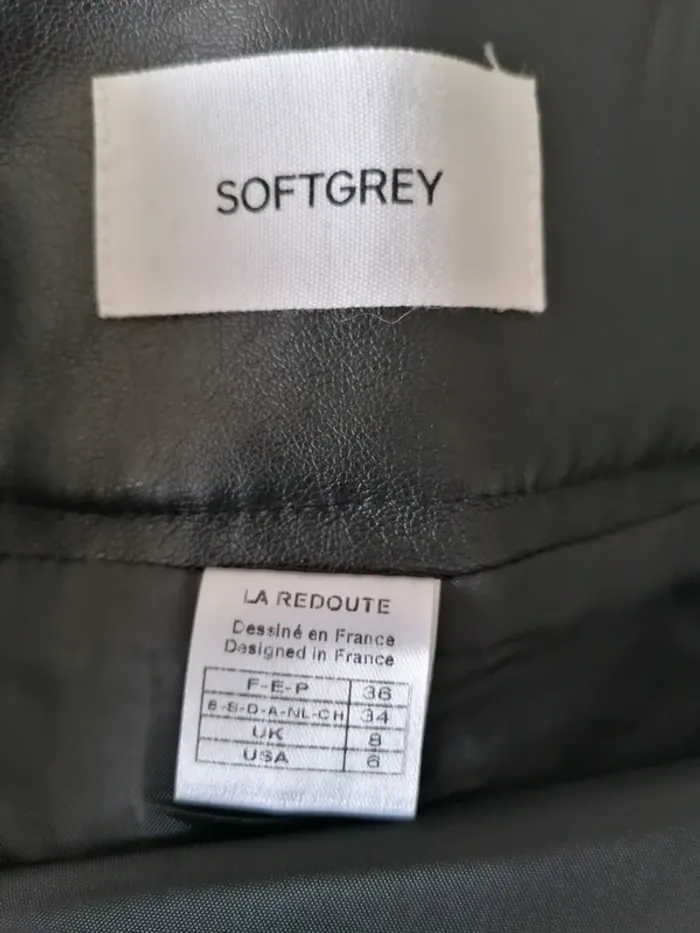 SOFTGREY
LA REDOUTE
Dessiné en France
Designed in France
F-E-P 36
B-S-D-A-NL-CH 34
UK 8
USA 6